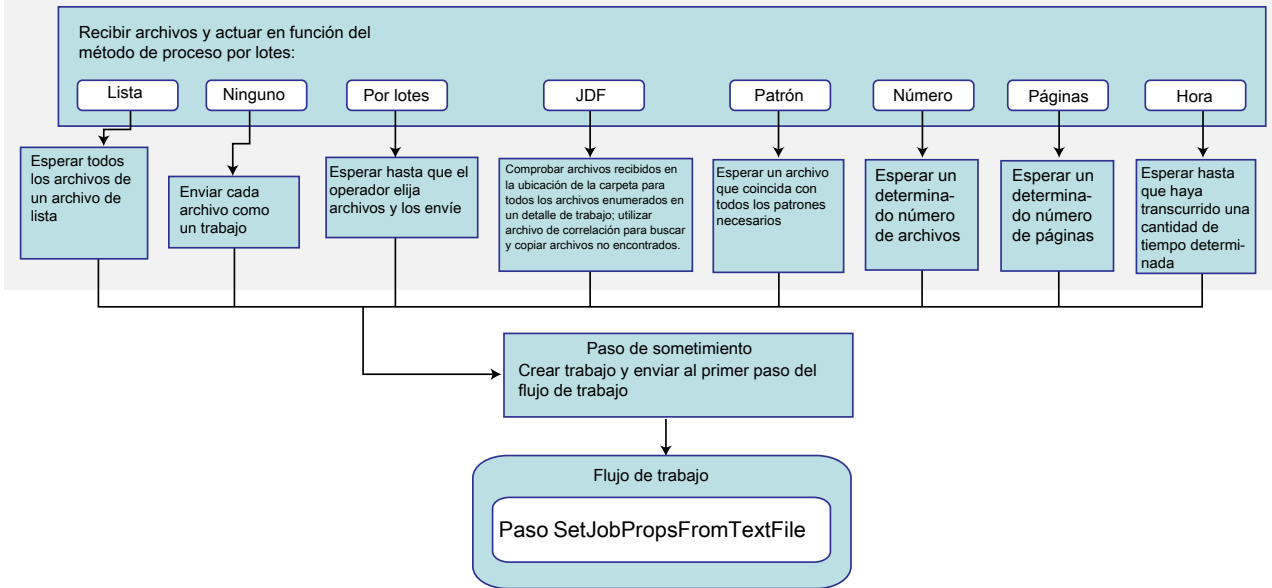 Recibir archivos y actuar en función del
método de proceso por lotes:
Lista
Ninguno
Por lotes
JDF
Patrón
Número
Páginas
Hora
Esperar todos
los archivos de
un archivo de
lista
Enviar cada
archivo como
un trabajo
Esperar hasta que el
operador elija
archivos y los envíe
Comprobar archivos recibidos en
la ubicación de la carpeta para
todos los archivos enumerados en
un detalle de trabajo; utilizar
archivo de correlación para buscar
y copiar archivos no encontrados.
Esperar un archivo
que coincida con
todos los patrones
necesarios
Esperar un
determina-
do número
de archivos
Esperar un
determina-
do número
de páginas
Esperar hasta
que haya
transcurrido una
cantidad de
tiempo determi-
nada
Paso de sometimiento
Crear trabajo y enviar al primer paso del
flujo de trabajo
Flujo de trabajo
Paso SetJobPropsFromTextFile